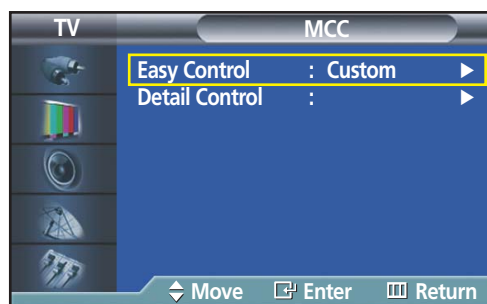 TV MCC
Easy Control : Custom
Detail Control :
Move Enter Return